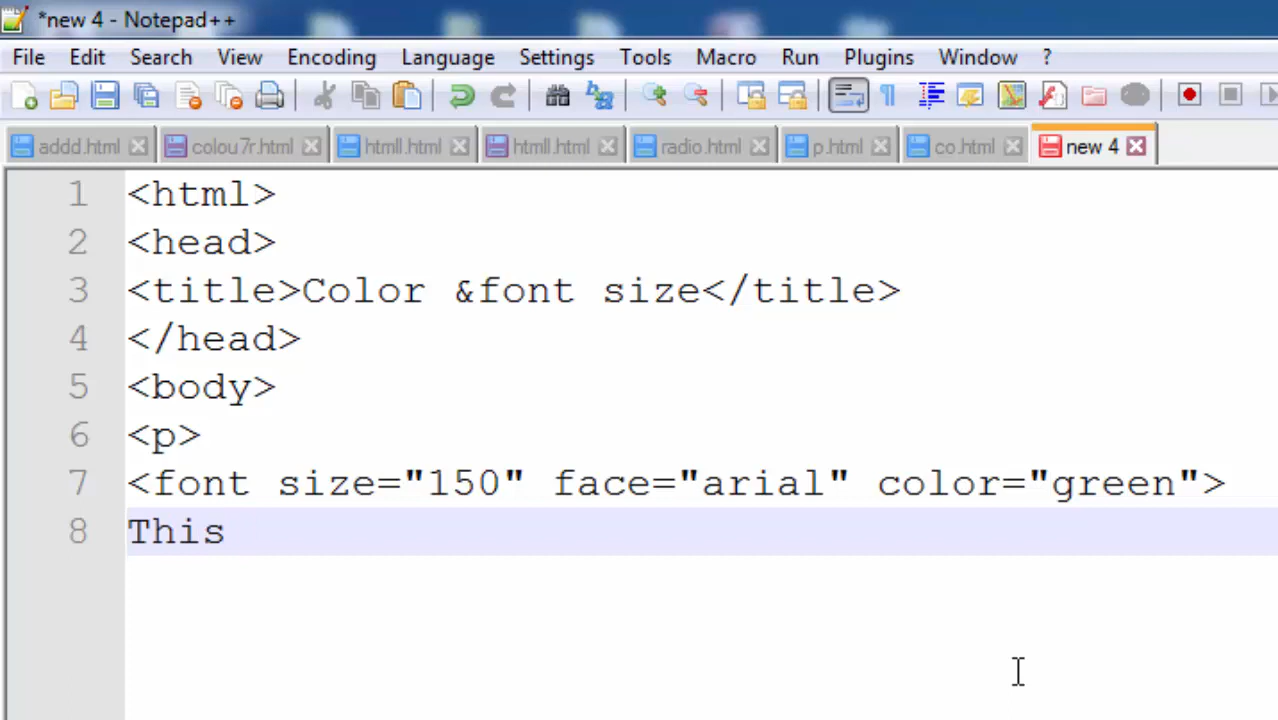 *new 4 - Notepad++
File Edit Search View Encoding Language Settings Tools Macro Run Plugins Window ?
addd.html colou7r.html htmll.html htmll.html radio.html p.html co.html new 4
1 <html>
2 <head>
3 <title>Color &font size</title>
4 </head>
5 <body>
6 <p>
7 <font size="150" face="arial" color="green">
8 This